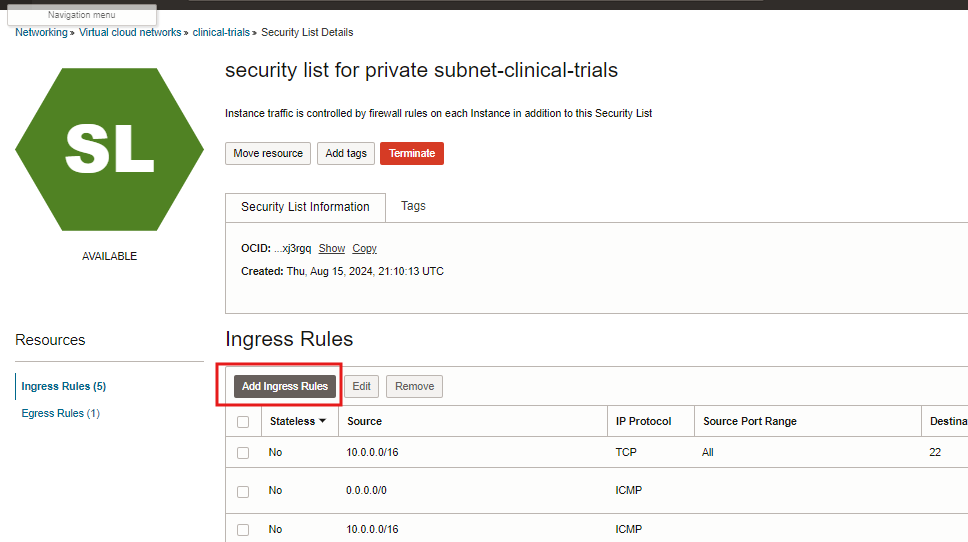 Navigation menu
Networking » Virtual cloud networks » clinical-trials » Security List Details
SL
AVAILABLE
security list for private subnet-clinical-trials
Instance traffic is controlled by firewall rules on each Instance in addition to this Security List
Move resource Add tags Terminate
Security List Information Tags
OCID: ...xj3rgq Show Copy
Created: Thu, Aug 15, 2024, 21:10:13 UTC
Resources
Ingress Rules (5)
Egress Rules (1)
Ingress Rules
Add Ingress Rules Edit Remove
Stateless Source IP Protocol Source Port Range Destina
No 10.0.0.0/16 TCP All 22
No 0.0.0.0/0 ICMP
No 10.0.0.0/16 ICMP